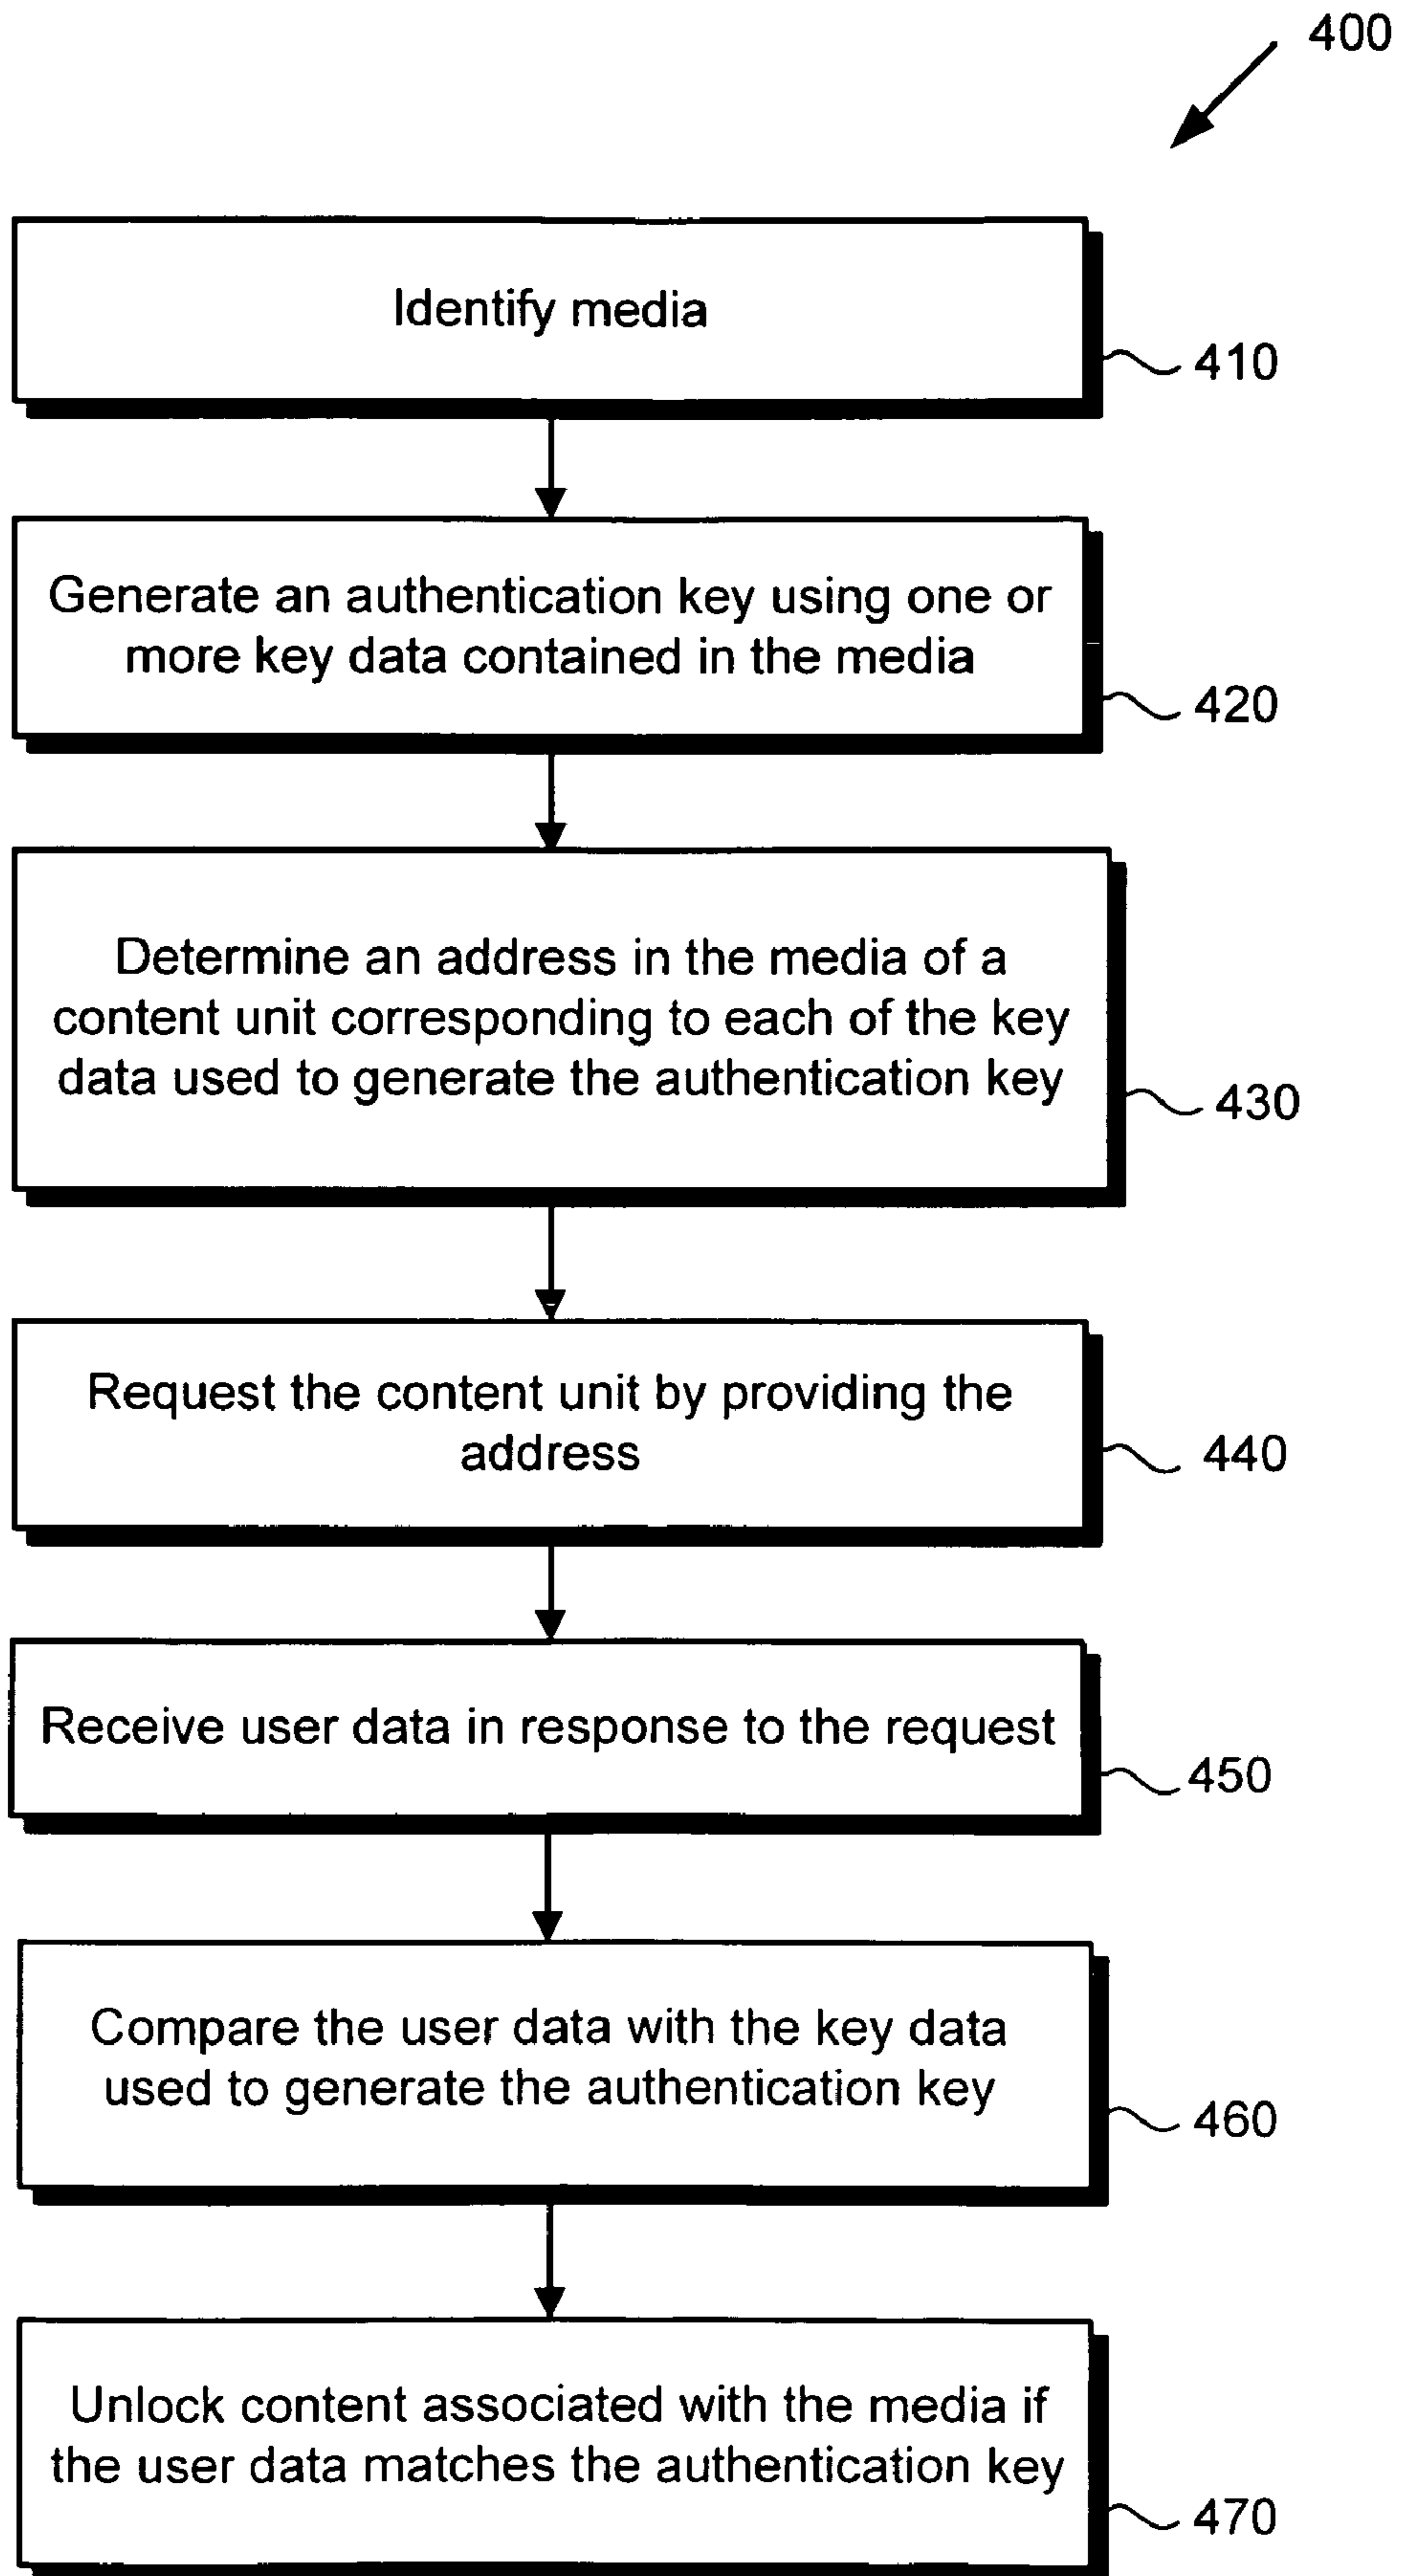 400
Identify media
410
Generate an authentication key using one or
more key data contained in the media
420
Determine an address in the media of a
content unit corresponding to each of the key
data used to generate the authentication key
430
Request the content unit by providing the
address
440
Receive user data in response to the request
450
Compare the user data with the key data
used to generate the authentication key
460
Unlock content associated with the media if
the user data matches the authentication key
470